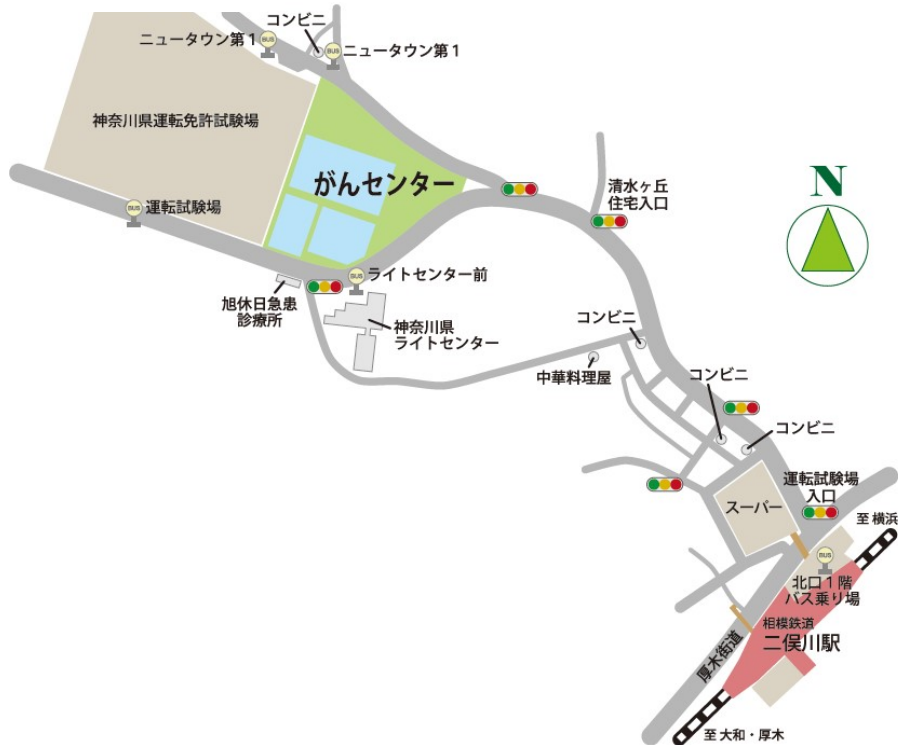 コンビニ
ニュータウン第1
BUS
BUS
ニュータウン第1
神奈川県運転免許試験場
がんセンター
清水ヶ丘
住宅入口
N
BUS
運転試験場
BUS
ライトセンター前
旭休日急患
診療所
神奈川県
ライトセンター
コンビニ
中華料理屋
コンビニ
コンビニ
スーパー
運転試験場
入口
至 横浜
BUS
北口1階
バス乗り場
相模鉄道
二俣川駅
厚木街道
至 大和・厚木